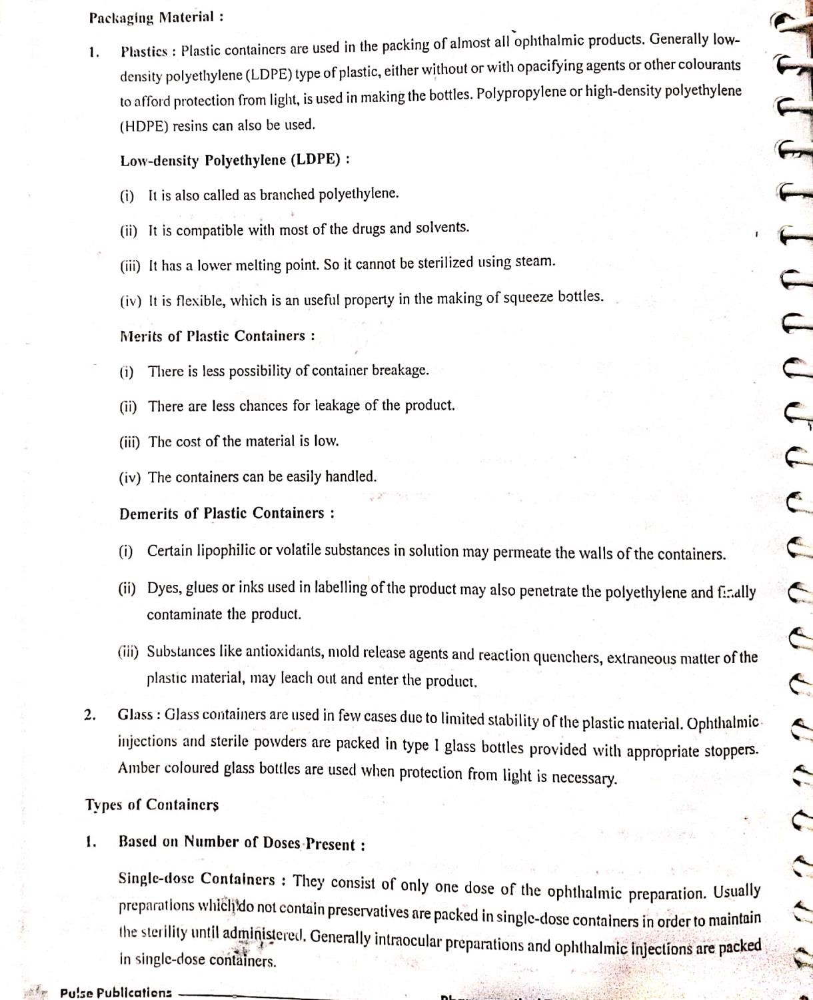 Packaging Material :
1. Plastics : Plastic containers are used in the packing of almost all ophthalmic products. Generally low-
density polyethylene (LDPE) type of plastic, either without or with opacifying agents or other colourants
to afford protection from light, is used in making the bottles. Polypropylene or high-density polyethylene
(HDPE) resins can also be used.
Low-density Polyethylene (LDPE) :
(i) It is also called as branched polyethylene.
(ii) It is compatible with most of the drugs and solvents.
(iii) It has a lower melting point. So it cannot be sterilized using steam.
(iv) It is flexible, which is an useful property in the making of squeeze bottles.
Merits of Plastic Containers :
(i) There is less possibility of container breakage.
(ii) There are less chances for leakage of the product.
(iii) The cost of the material is low.
(iv) The containers can be easily handled.
Demerits of Plastic Containers :
(i) Certain lipophilic or volatile substances in solution may permeate the walls of the containers.
(ii) Dyes, glues or inks used in labelling of the product may also penetrate the polyethylene and finally
contaminate the product.
(iii) Substances like antioxidants, mold release agents and reaction quenchers, extraneous matter of the
plastic material, may leach out and enter the product.
2. Glass : Glass containers are used in few cases due to limited stability of the plastic material. Ophthalmic
injections and sterile powders are packed in type I glass bottles provided with appropriate stoppers.
Amber coloured glass bottles are used when protection from light is necessary.
Types of Containers
1. Based on Number of Doses Present :
Single-dose Containers : They consist of only one dose of the ophthalmic preparation. Usually
preparations which do not contain preservatives are packed in single-dose containers in order to maintain
the sterility until administered. Generally intraocular preparations and ophthalmic injections are packed
in single-dose containers.
Pulse Publications